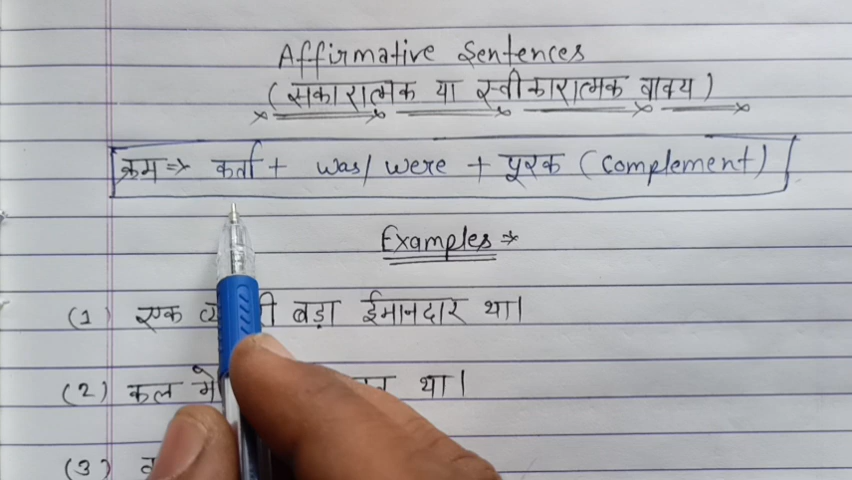 Affirmative Sentences
(सकारात्मक या स्वीकारात्मक वाक्य)
क्रम ⇒ कर्ता + was/were + पूरक (Complement)
Examples ⇒
(1) एक बड़ा ईमानदार था।
(2) कल था।
(3)